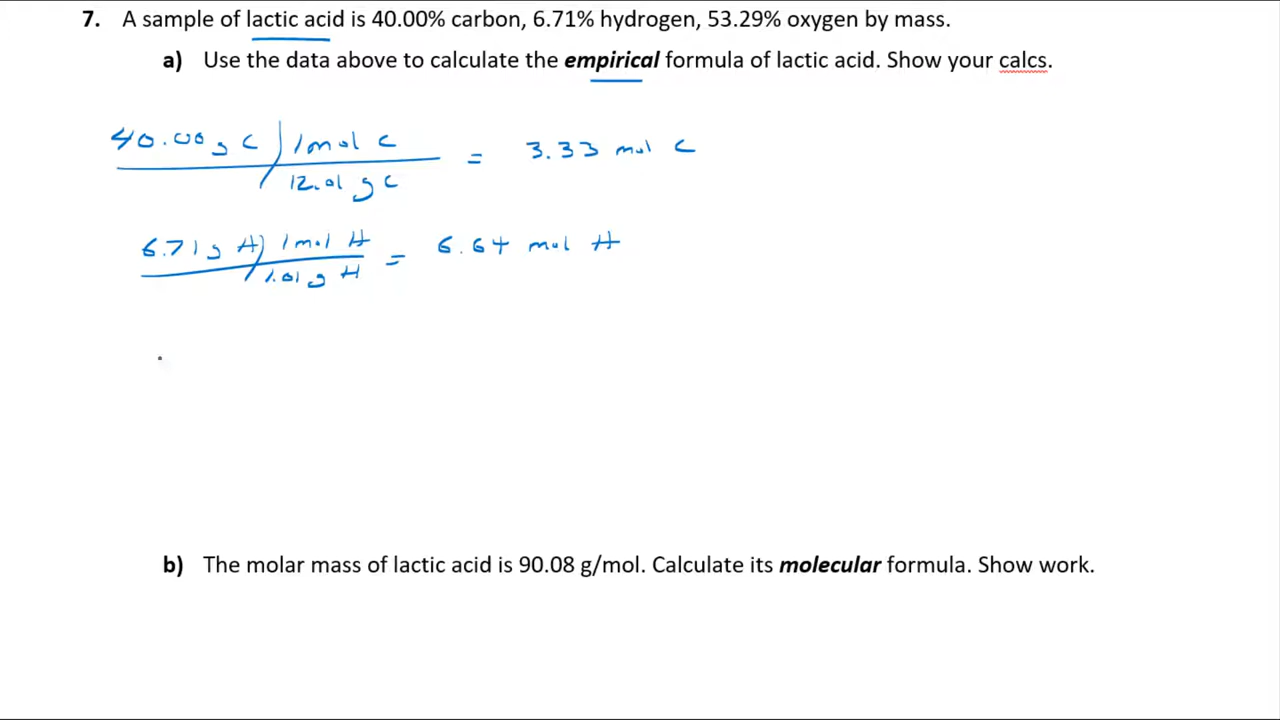 7. A sample of lactic acid is 40.00% carbon, 6.71% hydrogen, 53.29% oxygen by mass.
a) Use the data above to calculate the empirical formula of lactic acid. Show your calcs.
40.00 g C | 1 mol C
12.01 g C
= 3.33 mol C
6.71 g H | 1 mol H
1.01 g H
= 6.64 mol H
b) The molar mass of lactic acid is 90.08 g/mol. Calculate its molecular formula. Show work.